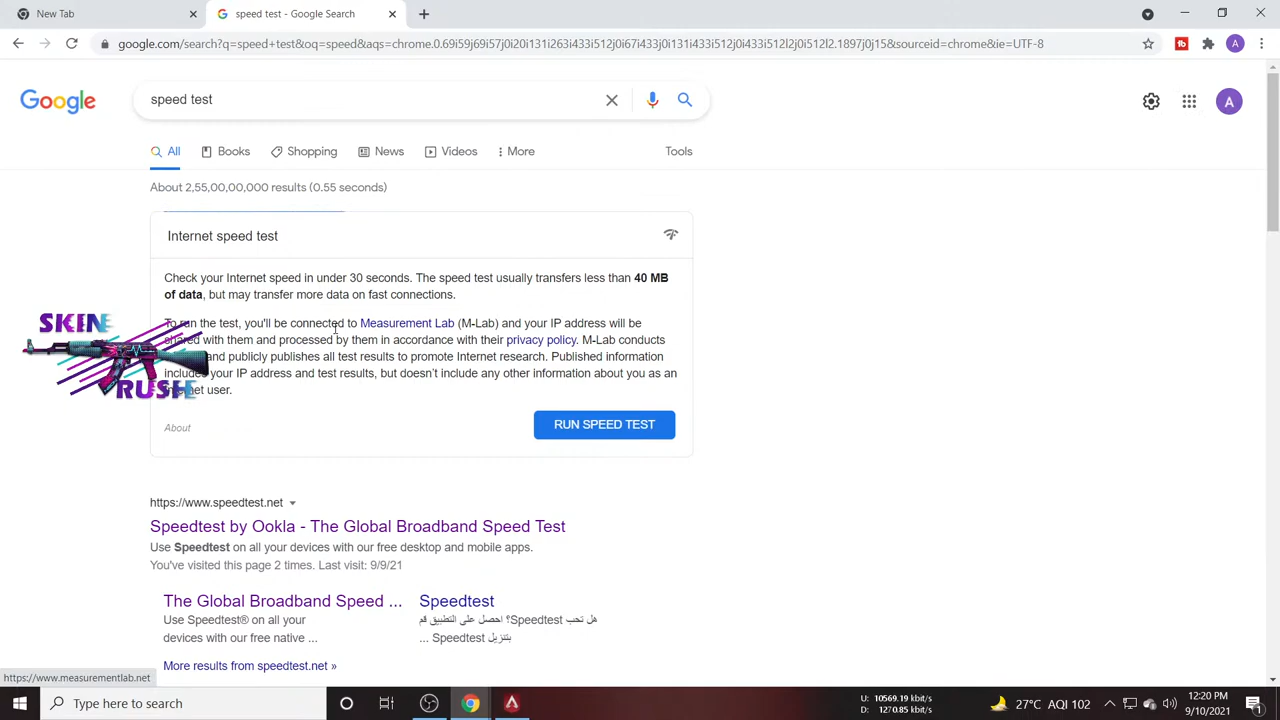 New Tab
speed test - Google Search
google.com/search?q=speed+test&oq=speed&aqs=chrome.0.69i59j0i57j0i20i131i263i433i512j0i67i433j0i131i433i512j0i433i512l2j0i512l2.1897j0j15&sourceid=chrome&ie=UTF-8
A
Google
speed test
A
All
Books
Shopping
News
Videos
More
Tools
About 2,55,00,00,000 results (0.55 seconds)
Internet speed test
Check your Internet speed in under 30 seconds. The speed test usually transfers less than 40 MB
of data, but may transfer more data on fast connections.
To run the test, you'll be connected to Measurement Lab (M-Lab) and your IP address will be
with them and processed by them in accordance with their privacy policy. M-Lab conducts
and publicly publishes all test results to promote Internet research. Published information
includes your IP address and test results, but doesn't include any other information about you as an
user.
SKIN
RUSH
About
RUN SPEED TEST
https://www.speedtest.net
Speedtest by Ookla - The Global Broadband Speed Test
Use Speedtest on all your devices with our free desktop and mobile apps.
You've visited this page 2 times. Last visit: 9/9/21
The Global Broadband Speed ...
Use Speedtest® on all your
devices with our free native ...
Speedtest
هل تحب Speedtest؟ احصل على التطبيق قم
بتنزيل Speedtest ...
More results from speedtest.net »
https://www.measurementlab.net
Type here to search
U: 10569.19 kbit/s
D: 1270.85 kbit/s
27°C AQI 102
12:20 PM
9/10/2021
1